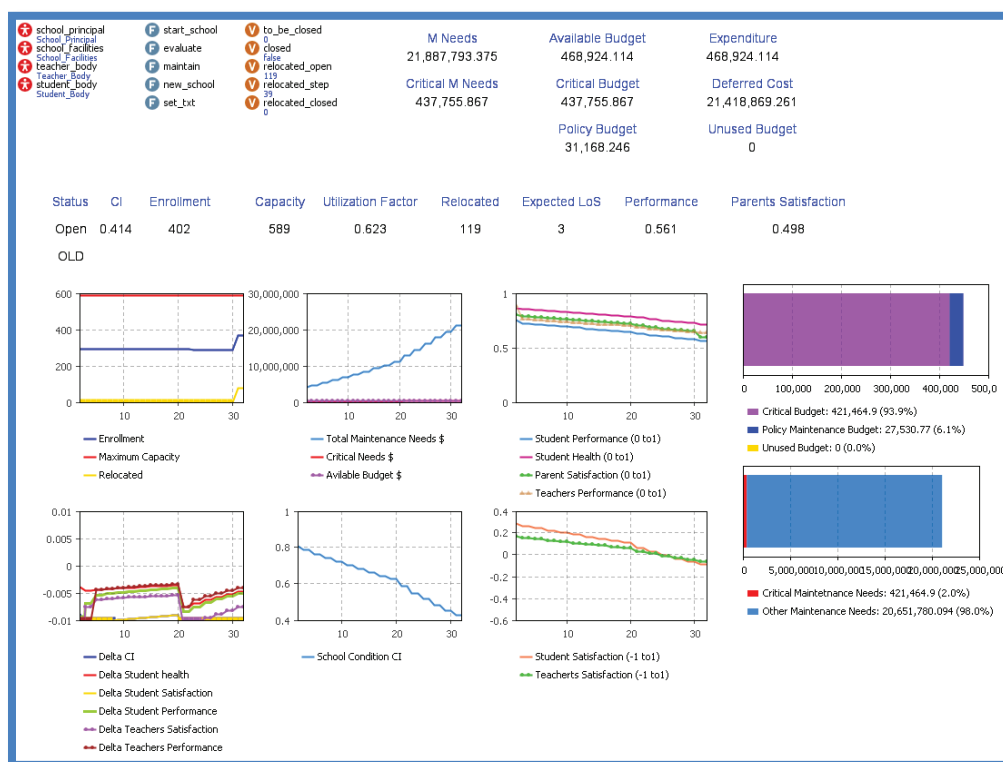 school_principal
School_Principal
school_facilities
School_Facilities
teacher_body
Teacher_Body
student_body
Student_Body
F start_school
F evaluate
F maintain
F new_school
F set_txt
V to_be_closed
0
V closed
false
V relocated_open
119
V relocated_step
39
V relocated_closed
0
M Needs Available Budget Expenditure
21,887,793.375 468,924.114 468,924.114
Critical M Needs Critical Budget Deferred Cost
437,755.867 437,755.867 21,418,869.261
Policy Budget Unused Budget
31,168.246 0
Status CI Enrollment Capacity Utilization Factor Relocated Expected LoS Performance Parents Satisfaction
Open 0.414 402 589 0.623 119 3 0.561 0.498
OLD
600
400
200
0
10 20 30
Enrollment
Maximum Capacity
Relocated
30,000,000
20,000,000
10,000,000
0
10 20 30
Total Maintenance Needs $
Critical Needs $
Avilable Budget $
1
0.5
0
10 20 30
Student Performance (0 to1)
Student Health (0 to1)
Parent Satisfaction (0 to1)
Teachers Performance (0 to1)
0 100,000 200,000 300,000 400,000 500,0
Critical Budget: 421,464.9 (93.9%)
Policy Maintenance Budget: 27,530.77 (6.1%)
Unused Budget: 0 (0.0%)
0.01
0.005
0
-0.005
-0.01
10 20 30
Delta CI
Delta Student health
Delta Student Satisfaction
Delta Student Performance
Delta Teachers Satisfaction
Delta Teachers Performance
1
0.8
0.6
0.4
10 20 30
School Condition CI
0.4
0.2
0
-0.2
-0.4
-0.6
10 20 30
Student Satisfaction (-1 to1)
Teacherts Satisfaction (-1 to1)
0 5,000,000 10,000,000 15,000,000 20,000,000 25,000,000
Critical Maintetnance Needs: 421,464.9 (2.0%)
Other Maintenance Needs: 20,651,780.094 (98.0%)